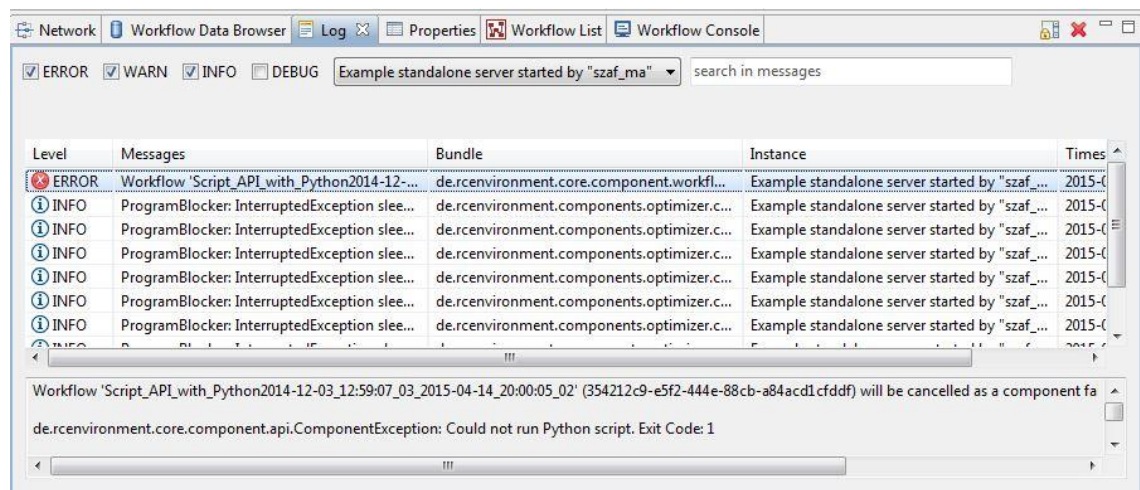 Network Workflow Data Browser Log Properties Workflow List Workflow Console
ERROR WARN INFO DEBUG Example standalone server started by "szaf_ma" search in messages
Level Messages Bundle Instance Times
ERROR Workflow 'Script_API_with_Python2014-12-... de.rcenvironment.core.component.workfl... Example standalone server started by "szaf_... 2015-0
INFO ProgramBlocker: InterruptedException slee... de.rcenvironment.components.optimizer.c... Example standalone server started by "szaf_... 2015-0
INFO ProgramBlocker: InterruptedException slee... de.rcenvironment.components.optimizer.c... Example standalone server started by "szaf_... 2015-0
INFO ProgramBlocker: InterruptedException slee... de.rcenvironment.components.optimizer.c... Example standalone server started by "szaf_... 2015-0
INFO ProgramBlocker: InterruptedException slee... de.rcenvironment.components.optimizer.c... Example standalone server started by "szaf_... 2015-0
INFO ProgramBlocker: InterruptedException slee... de.rcenvironment.components.optimizer.c... Example standalone server started by "szaf_... 2015-0
INFO ProgramBlocker: InterruptedException slee... de.rcenvironment.components.optimizer.c... Example standalone server started by "szaf_... 2015-0
Workflow 'Script_API_with_Python2014-12-03_12:59:07_03_2015-04-14_20:00:05_02' (354212c9-e5f2-444e-88cb-a84acd1cfddf) will be cancelled as a component fa
de.rcenvironment.core.component.api.ComponentException: Could not run Python script. Exit Code: 1